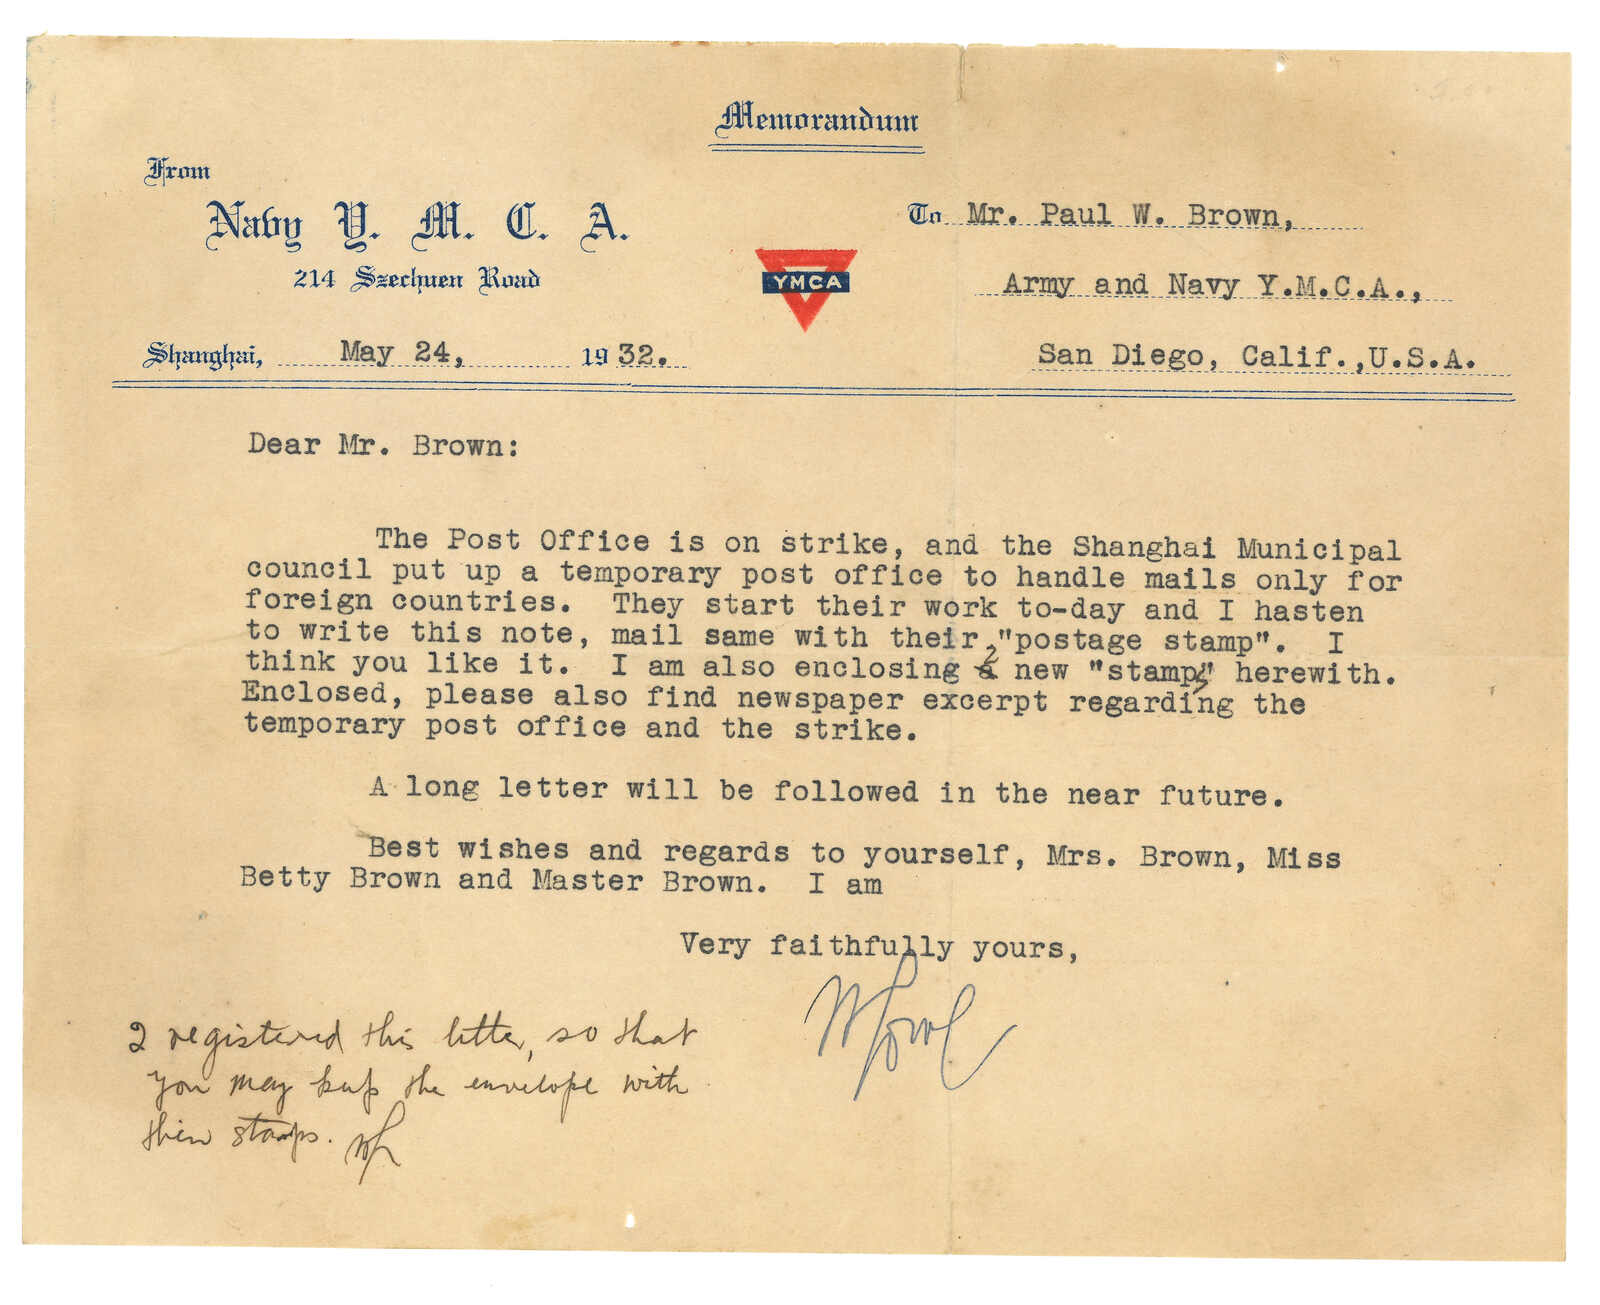 Memorandum
From
Navy Y. M. C. A.
214 Szechuen Road
Shanghai, May 24, 1932.
To Mr. Paul W. Brown,
Army and Navy Y.M.C.A.,
San Diego, Calif.,U.S.A.
YMCA
Dear Mr. Brown:
The Post Office is on strike, and the Shanghai Municipal
council put up a temporary post office to handle mails only for
foreign countries. They start their work to-day and I hasten
to write this note, mail same with their "postage stamp". I
think you like it. I am also enclosing 2 new "stamps" herewith.
Enclosed, please also find newspaper excerpt regarding the
temporary post office and the strike.
A long letter will be followed in the near future.
Best wishes and regards to yourself, Mrs. Brown, Miss
Betty Brown and Master Brown. I am
Very faithfully yours,
I registered this letter, so that
you may keep the envelope with
their stamps.